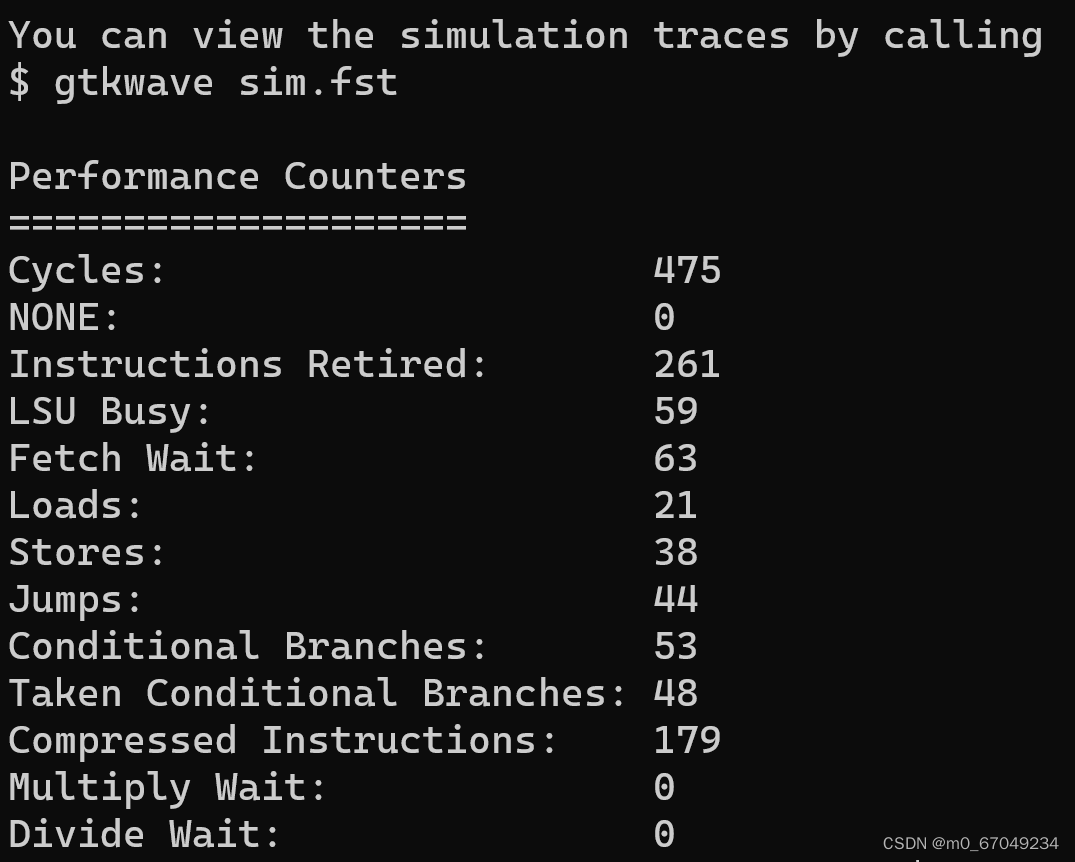 You can view the simulation traces by calling
$ gtkwave sim.fst
Performance Counters
====================
Cycles: 475
NONE: 0
Instructions Retired: 261
LSU Busy: 59
Fetch Wait: 63
Loads: 21
Stores: 38
Jumps: 44
Conditional Branches: 53
Taken Conditional Branches: 48
Compressed Instructions: 179
Multiply Wait: 0
Divide Wait: 0
CSDN @m0_67049234